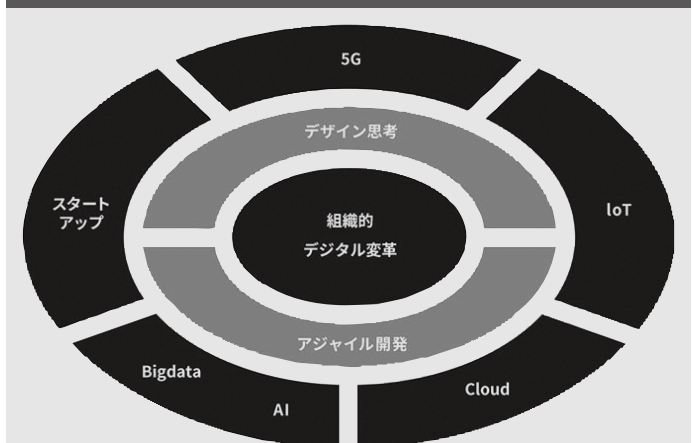 5G
デザイン思考
スタート
アップ
IoT
組織的
デジタル変革
アジャイル開発
Bigdata
Cloud
AI